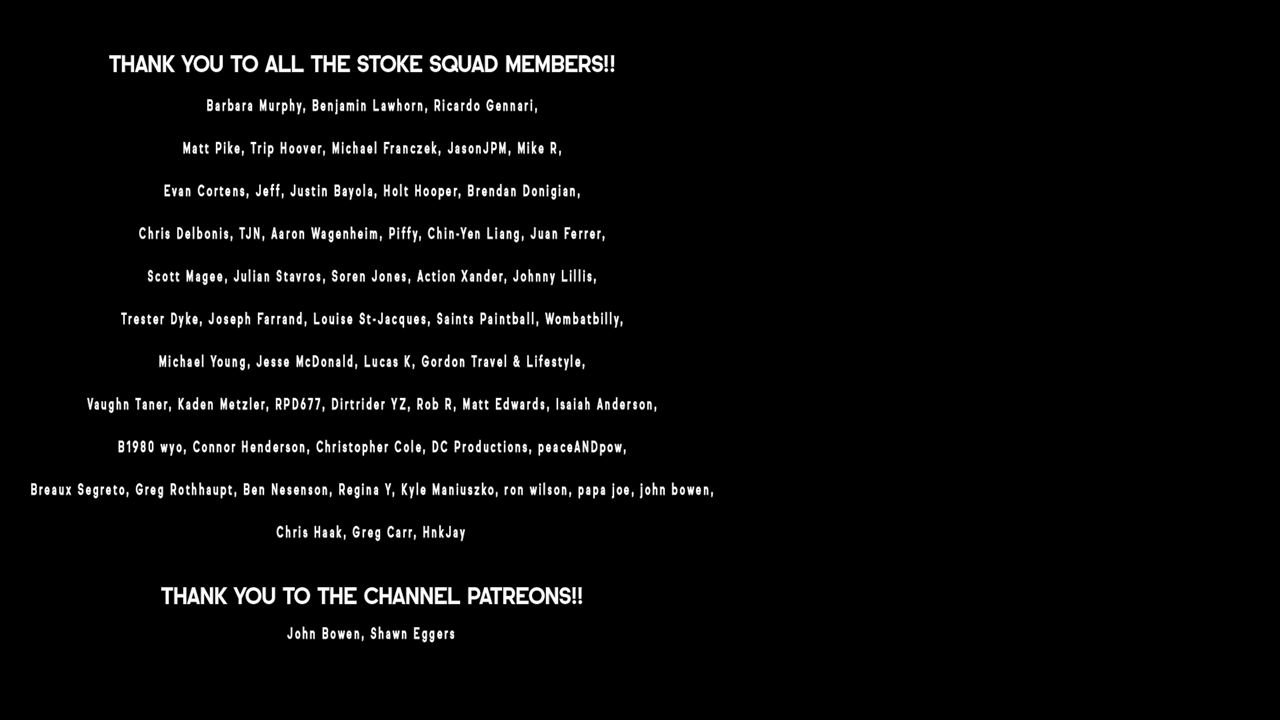 THANK YOU TO ALL THE STOKE SQUAD MEMBERS!!
Barbara Murphy, Benjamin Lawhorn, Ricardo Gennari,
Matt Pike, Trip Hoover, Michael Franczek, JasonJPM, Mike R,
Evan Cortens, Jeff, Justin Bayola, Holt Hooper, Brendan Donigian,
Chris Delbonis, TJN, Aaron Wagenheim, Piffy, Chin-Yen Liang, Juan Ferrer,
Scott Magee, Julian Stavros, Soren Jones, Action Xander, Johnny Lillis,
Trester Dyke, Joseph Farrand, Louise St-Jacques, Saints Paintball, Wombatbilly,
Michael Young, Jesse McDonald, Lucas K, Gordon Travel & Lifestyle,
Vaughn Taner, Kaden Metzler, RPD677, Dirtrider YZ, Rob R, Matt Edwards, Isaiah Anderson,
B1980 wyo, Connor Henderson, Christopher Cole, DC Productions, peaceANDpow,
Breaux Segreto, Greg Rothhaupt, Ben Nesenson, Regina Y, Kyle Maniuszko, ron wilson, papa joe, john bowen,
Chris Haak, Greg Carr, HnkJay
THANK YOU TO THE CHANNEL PATREONS!!
John Bowen, Shawn Eggers